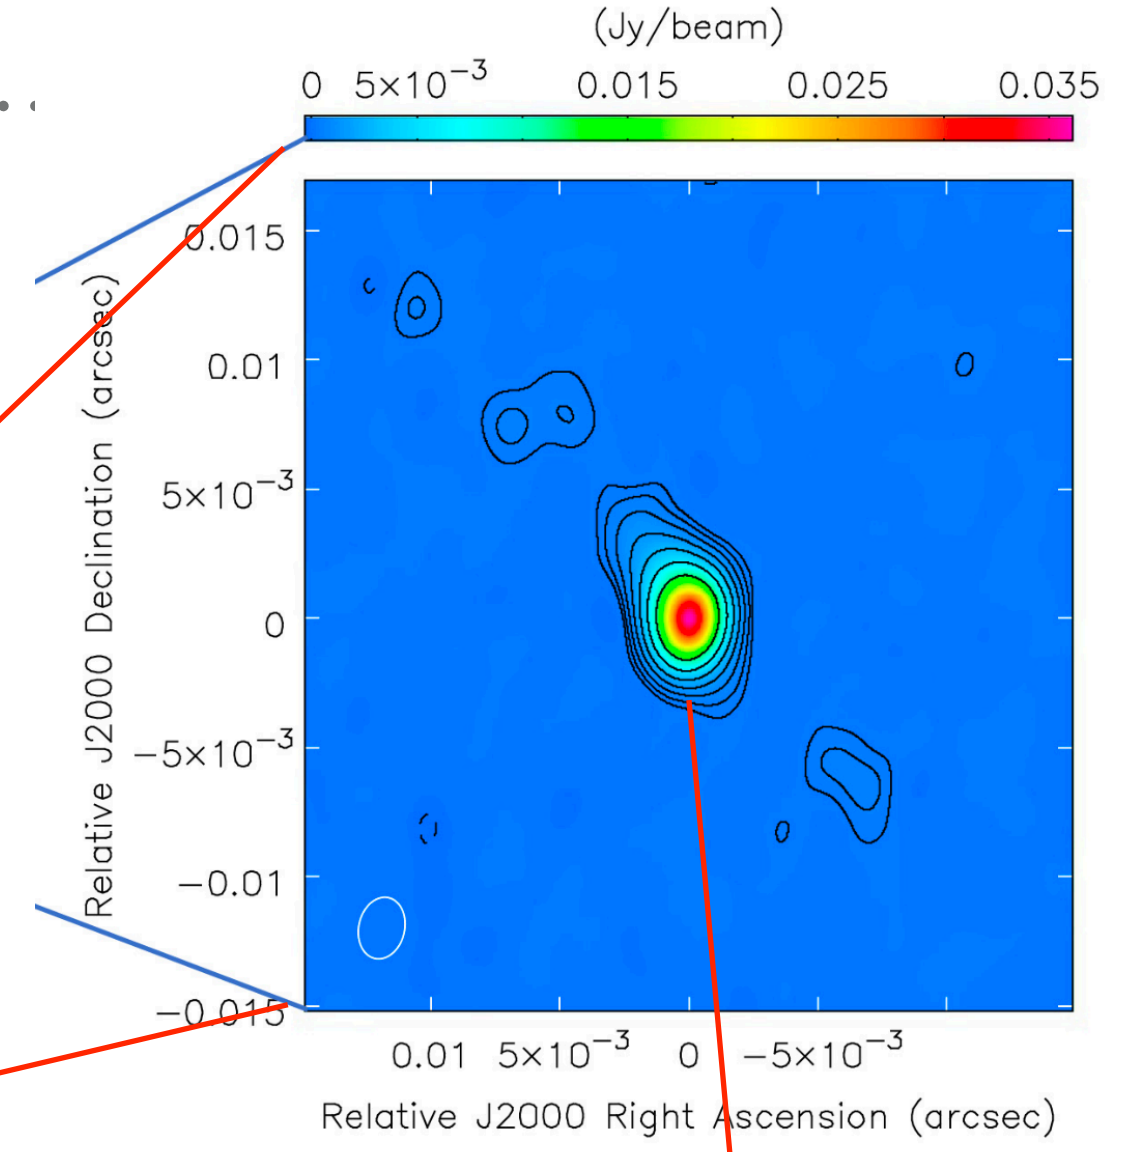 (Jy/beam)
0 5×10⁻³ 0.015 0.025 0.035
0.015
0.01
5×10⁻³
0
−5×10⁻³
−0.01
−0.015
Relative J2000 Declination (arcsec)
0.01 5×10⁻³ 0 −5×10⁻³
Relative J2000 Right Ascension (arcsec)